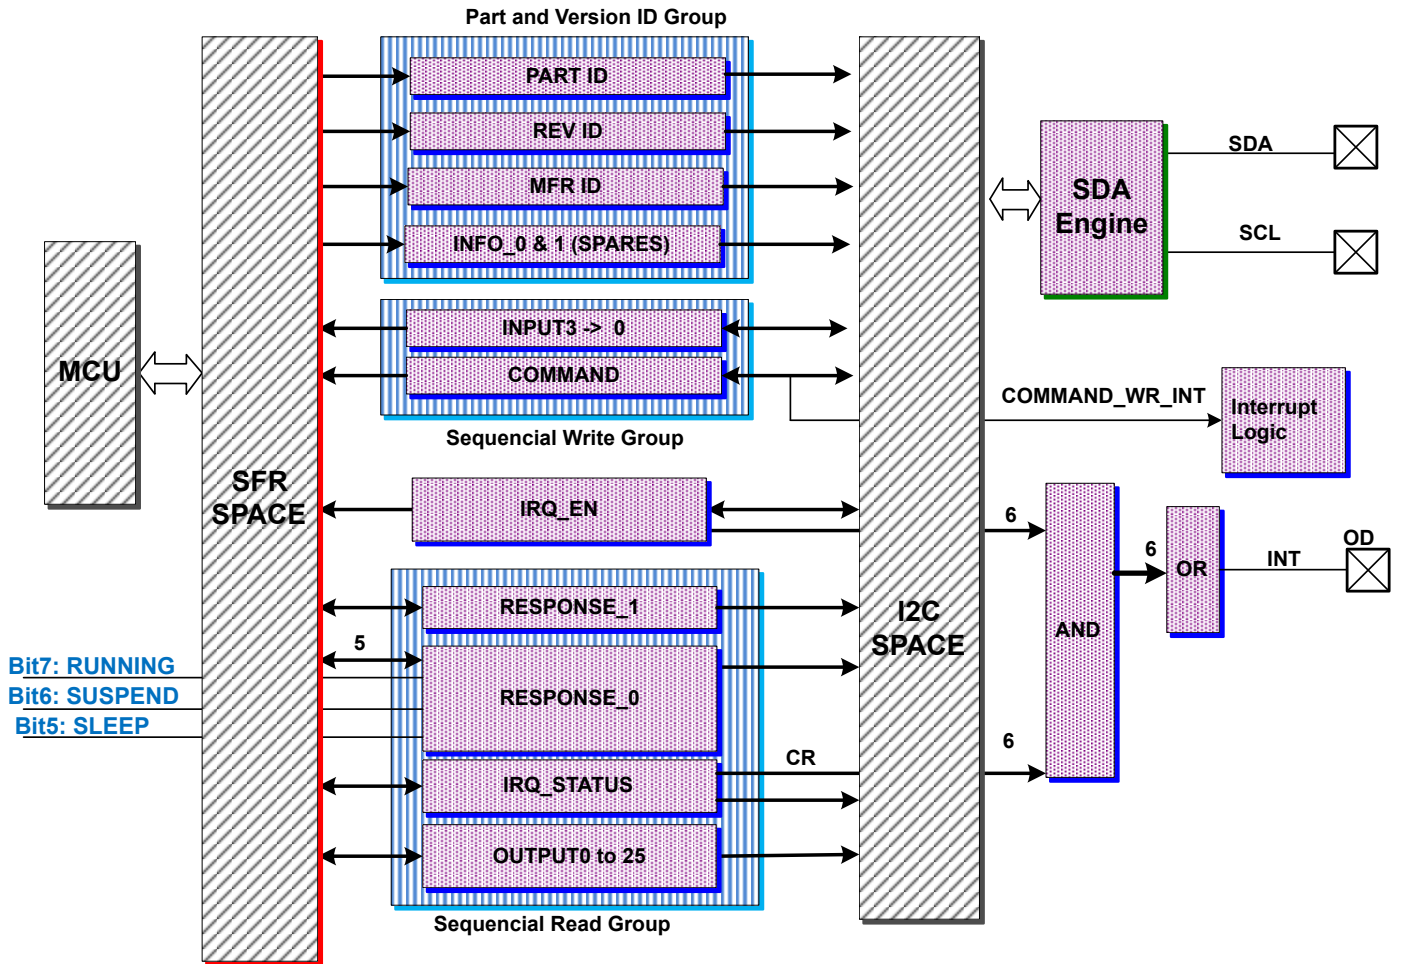 Part and Version ID Group
PART ID
REV ID
MFR ID
INFO_0 & 1 (SPARES)
INPUT3 -> 0
COMMAND
Sequencial Write Group
MCU
SFR
SPACE
IRQ_EN
RESPONSE_1
5
RESPONSE_0
Bit7: RUNNING
Bit6: SUSPEND
Bit5: SLEEP
IRQ_STATUS
CR
OUTPUT0 to 25
Sequencial Read Group
I2C
SPACE
SDA
Engine
SDA
SCL
COMMAND_WR_INT
Interrupt
Logic
6
6
AND
6
OR
INT
OD